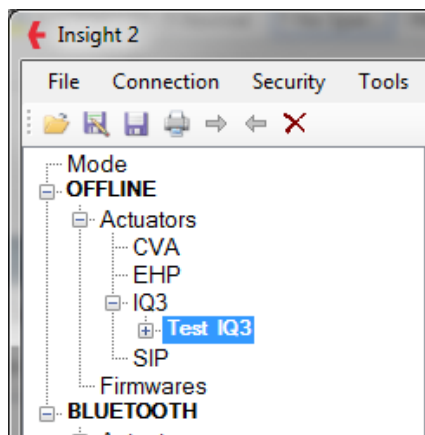 Insight 2
File Connection Security Tools
Mode
OFFLINE
Actuators
CVA
EHP
IQ3
Test IQ3
SIP
Firmwares
BLUETOOTH